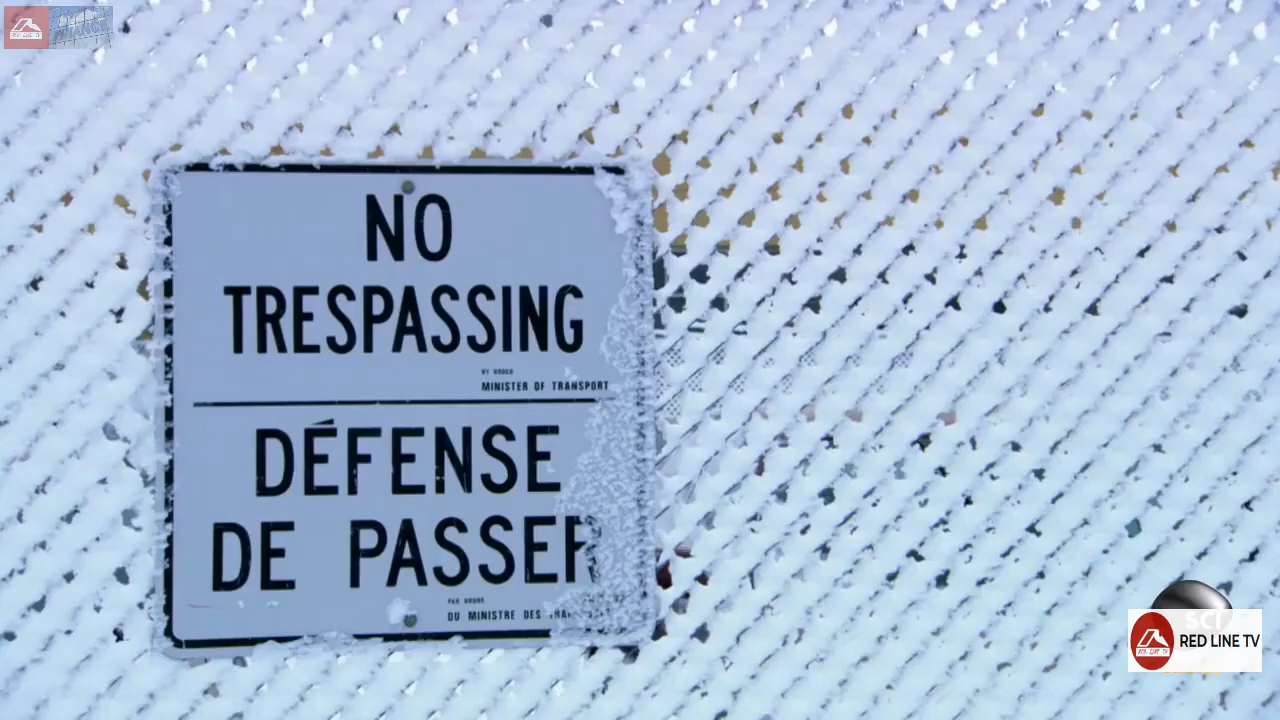 NO
TRESPASSING
BY ORDER
MINISTER OF TRANSPORT
DÉFENSE
DE PASSER
PAR ORDRE
DU MINISTRE DES
RED LINE TV